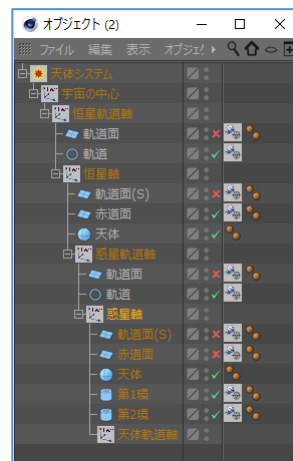 オブジェクト (2)
ファイル 編集 表示 オブジェ
天体システム
宇宙の中心
恒星軌道軸
軌道面
軌道
恒星軸
軌道面(S)
赤道面
天体
惑星軌道軸
軌道面
軌道
惑星軸
軌道面(S)
赤道面
天体
第1環
第2環
天体軌道軸